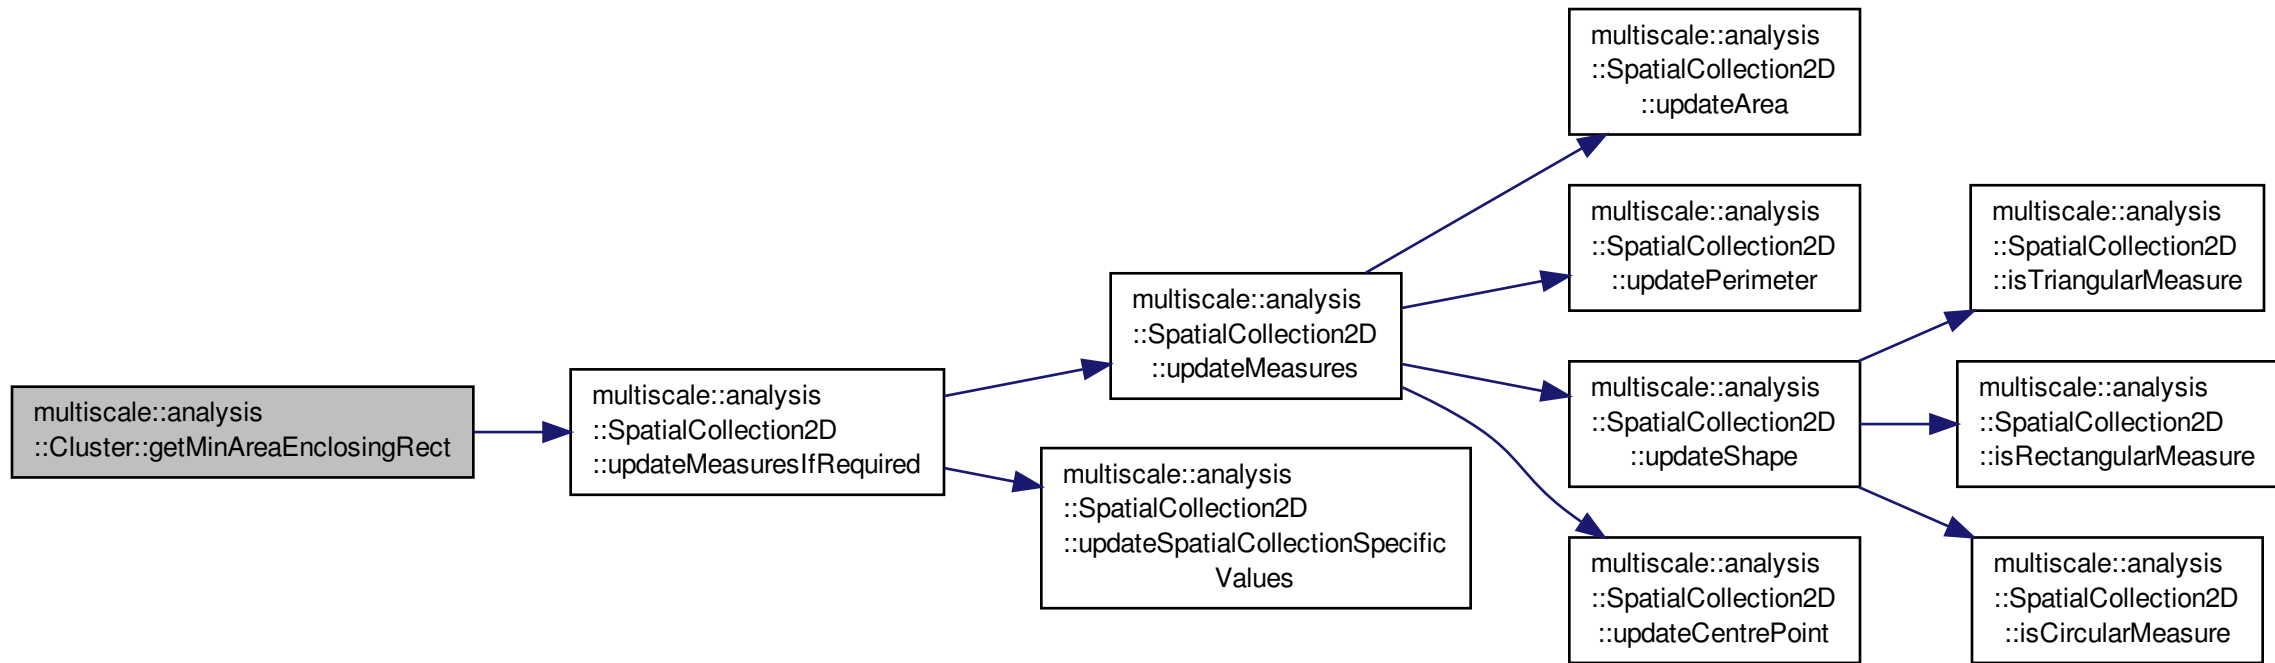 multiscale::analysis
::Cluster::getMinAreaEnclosingRect
multiscale::analysis
::SpatialCollection2D
::updateMeasuresIfRequired
multiscale::analysis
::SpatialCollection2D
::updateMeasures
multiscale::analysis
::SpatialCollection2D
::updateSpatialCollectionSpecific
Values
multiscale::analysis
::SpatialCollection2D
::updateArea
multiscale::analysis
::SpatialCollection2D
::updatePerimeter
multiscale::analysis
::SpatialCollection2D
::updateShape
multiscale::analysis
::SpatialCollection2D
::updateCentrePoint
multiscale::analysis
::SpatialCollection2D
::isTriangularMeasure
multiscale::analysis
::SpatialCollection2D
::isRectangularMeasure
multiscale::analysis
::SpatialCollection2D
::isCircularMeasure